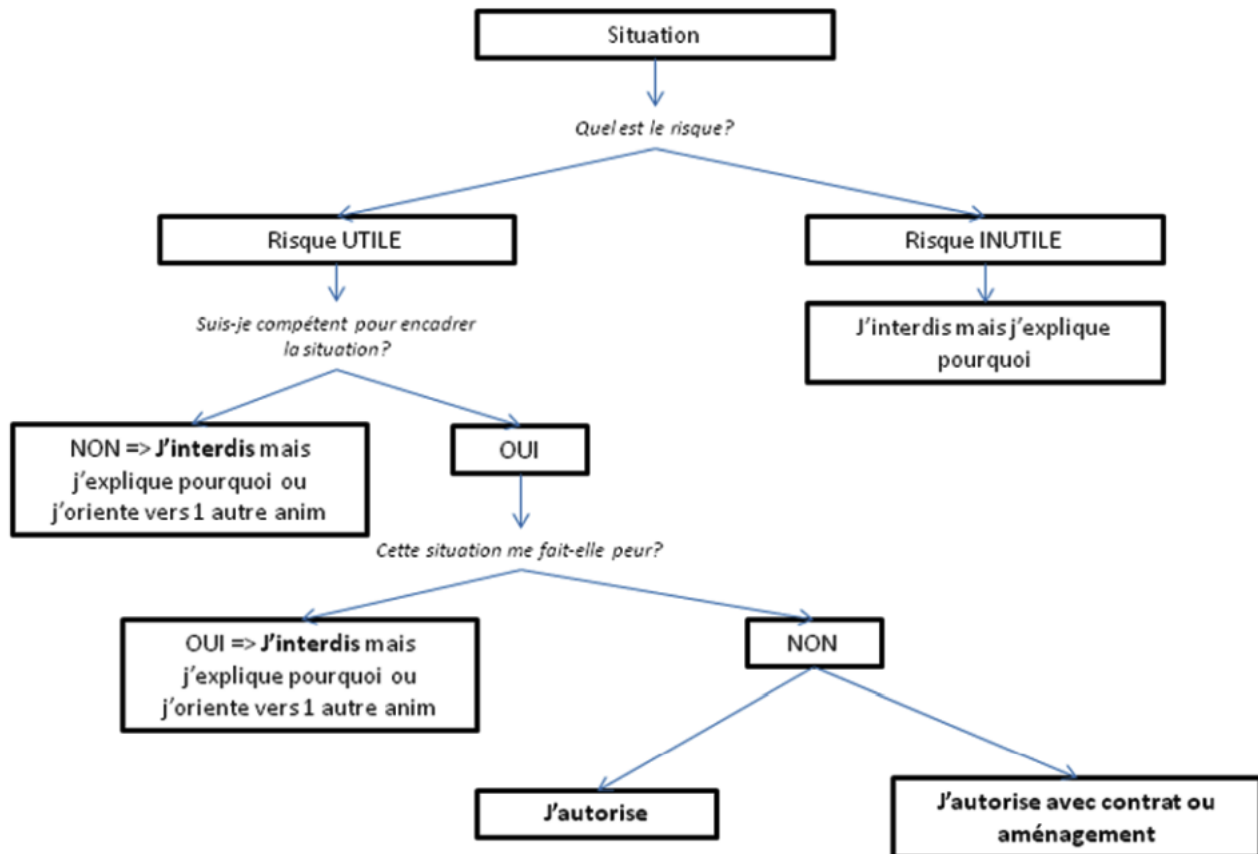 Situation
Quel est le risque?
Risque UTILE
Risque INUTILE
Suis-je compétent pour encadrer
la situation?
J'interdis mais j'explique
pourquoi
NON => J'interdis mais
j'explique pourquoi ou
j'oriente vers 1 autre anim
OUI
Cette situation me fait-elle peur?
OUI => J'interdis mais
j'explique pourquoi ou
j'oriente vers 1 autre anim
NON
J'autorise
J'autorise avec contrat ou
aménagement